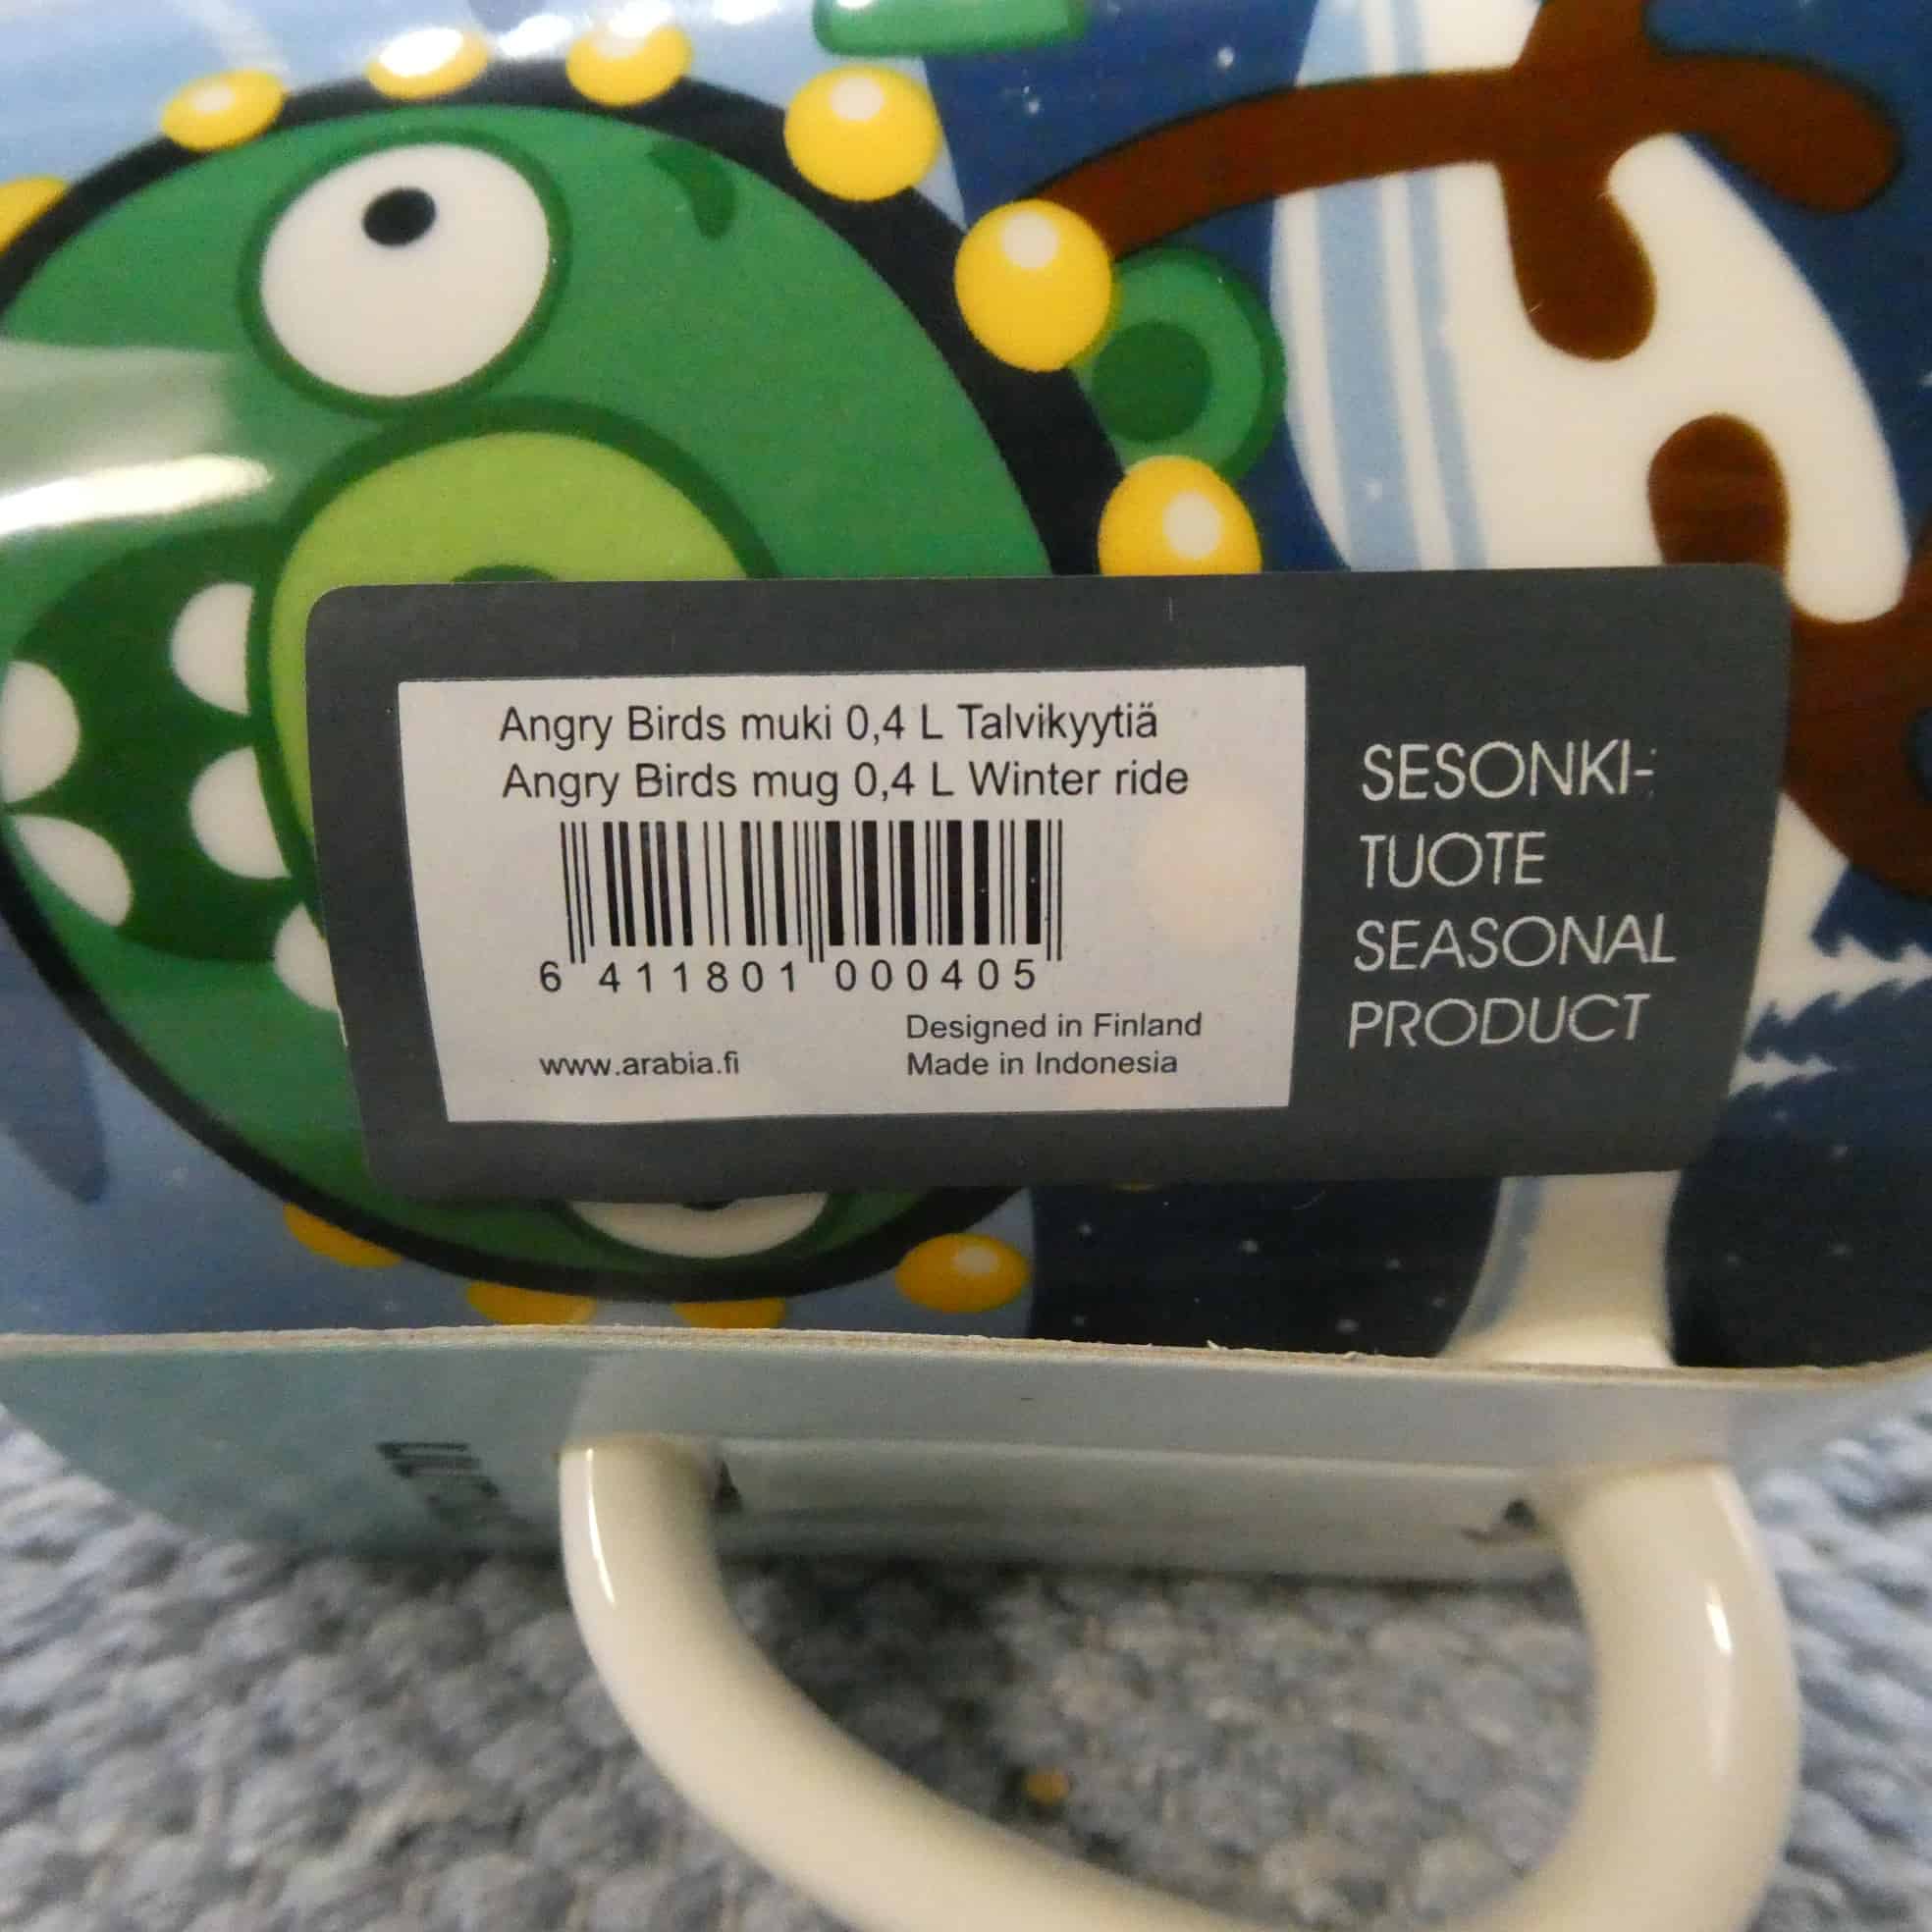 Angry Birds muki 0,4 L Talvikyytiä
Angry Birds mug 0,4 L Winter ride
6 411801 000405
Designed in Finland
www.arabia.fi
Made in Indonesia
SESONKI-
TUOTE
SEASONAL
PRODUCT